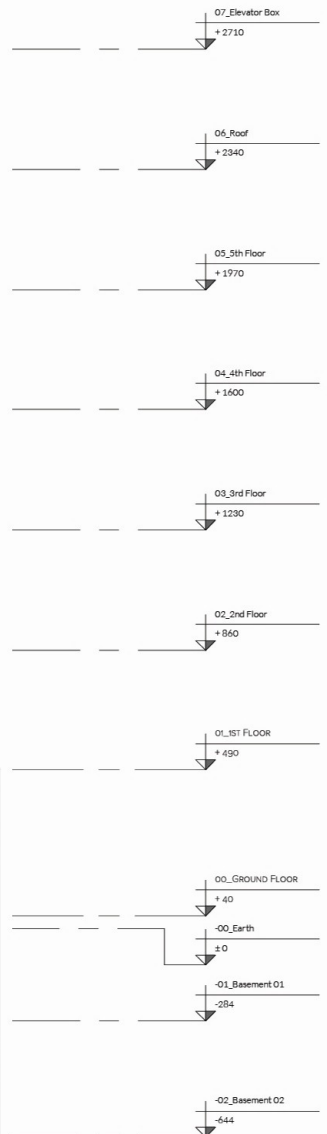 07_Elevator Box
+2710
06_Roof
+2340
05_5th Floor
+1970
04_4th Floor
+1600
03_3rd Floor
+1230
02_2nd Floor
+860
01_1ST FLOOR
+490
00_GROUND FLOOR
+40
-00_Earth
±0
-01_Basement 01
-284
-02_Basement 02
-644